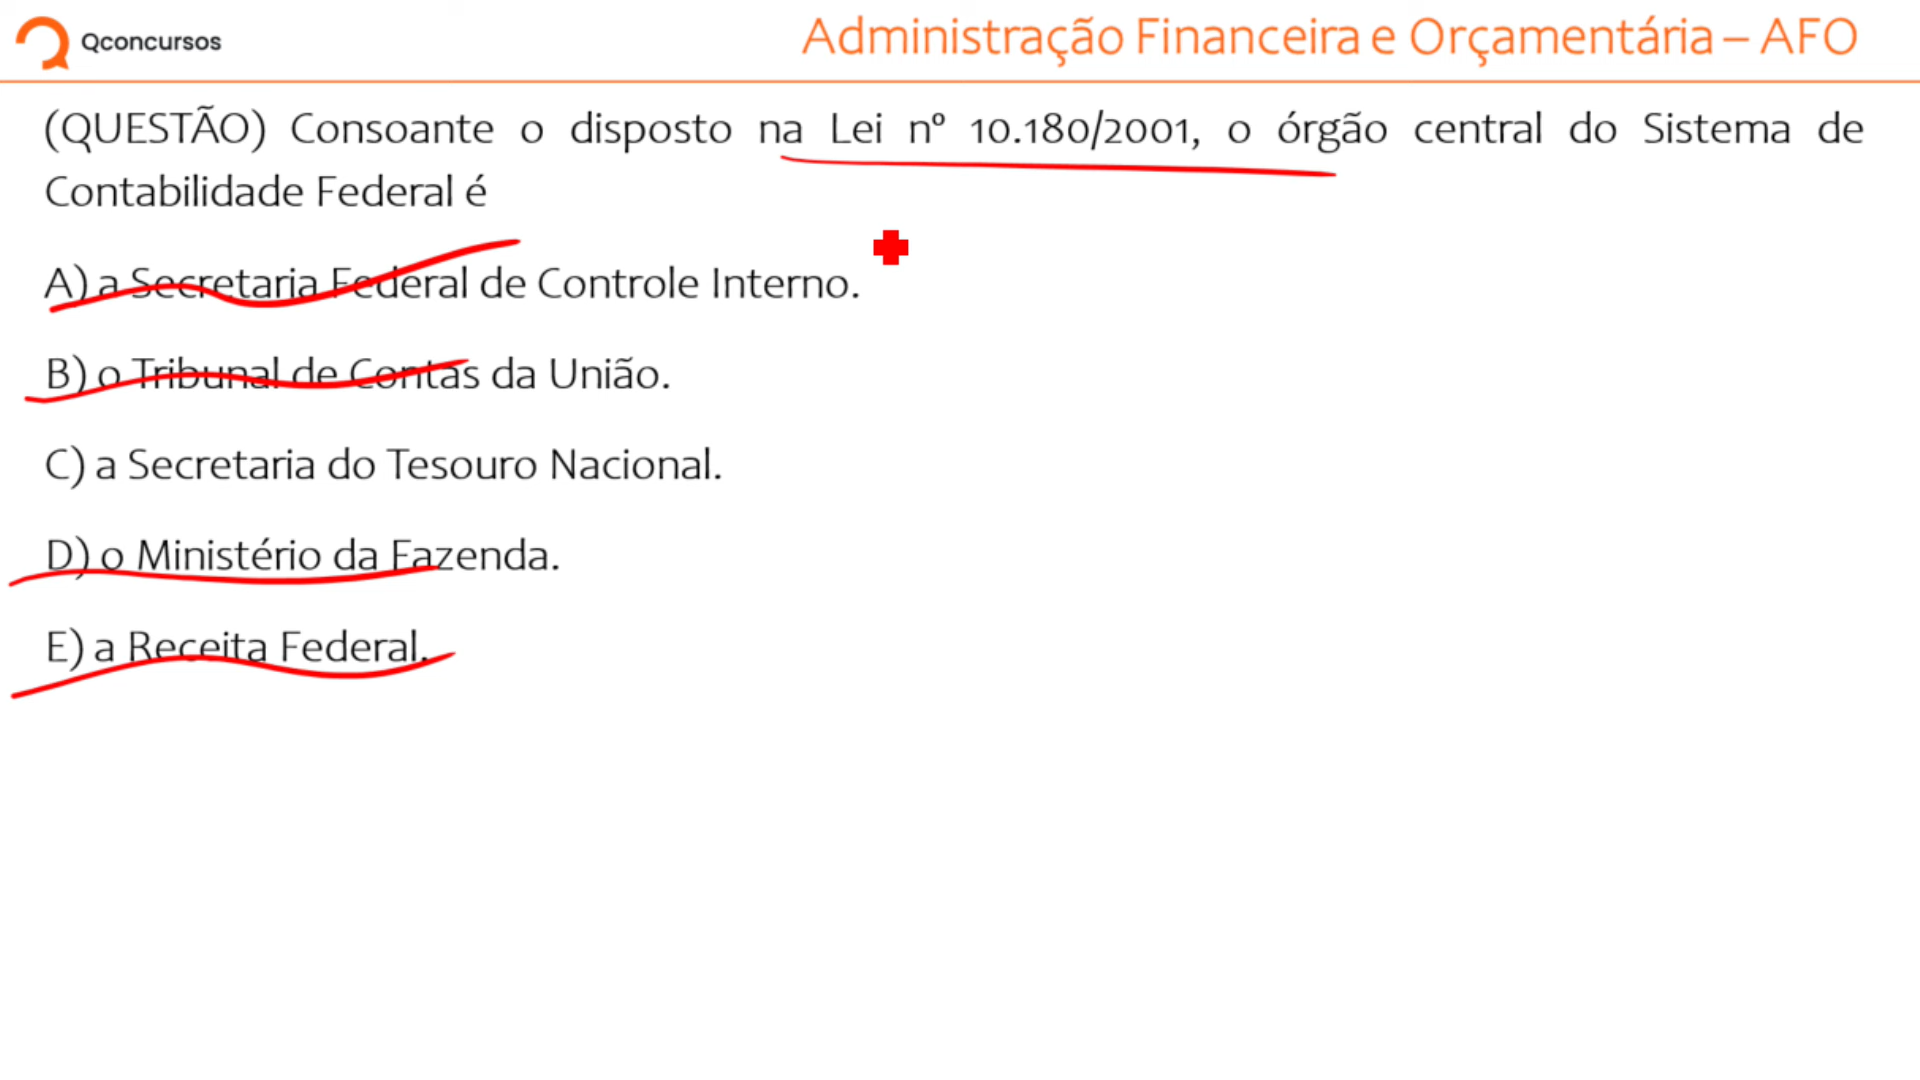 Qconcursos
Administração Financeira e Orçamentária – AFO
(QUESTÃO) Consoante o disposto na Lei nº 10.180/2001, o órgão central do Sistema de
Contabilidade Federal é
A) a Secretaria Federal de Controle Interno.
B) o Tribunal de Contas da União.
C) a Secretaria do Tesouro Nacional.
D) o Ministério da Fazenda.
E) a Receita Federal.